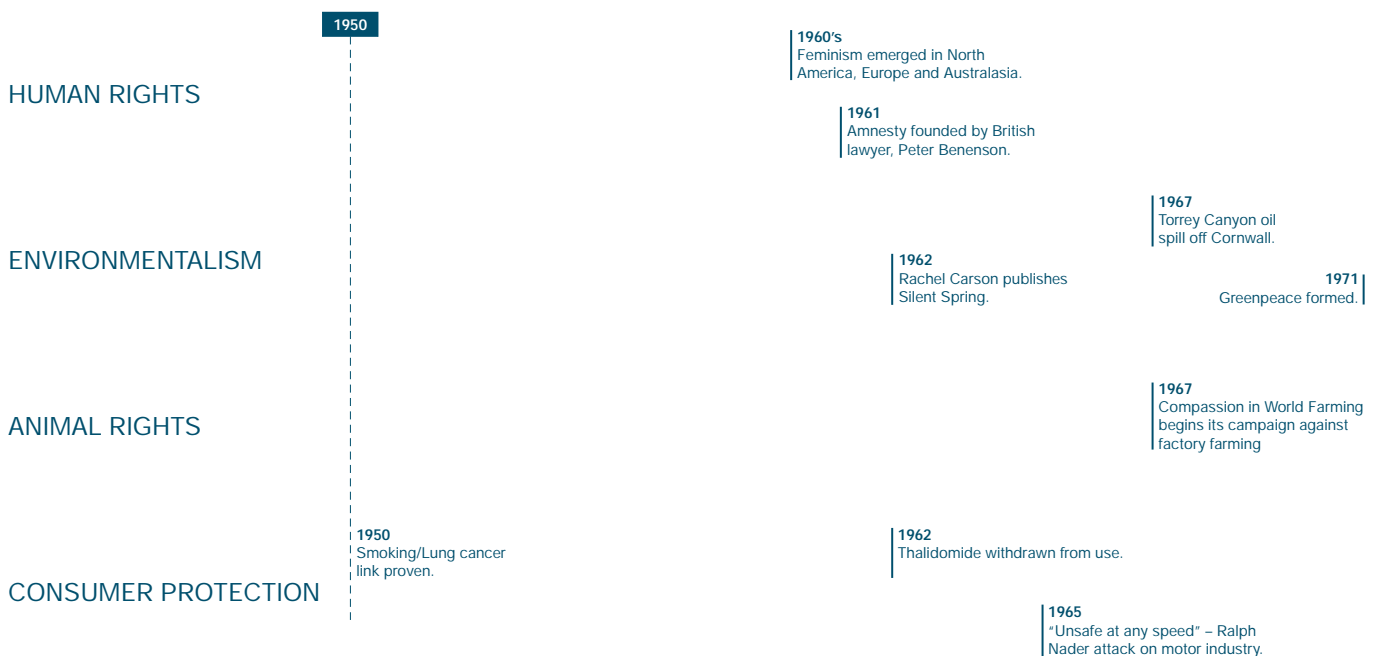 1950
HUMAN RIGHTS
1960's
Feminism emerged in North
America, Europe and Australasia.
1961
Amnesty founded by British
lawyer, Peter Benenson.
ENVIRONMENTALISM
1962
Rachel Carson publishes
Silent Spring.
1967
Torrey Canyon oil
spill off Cornwall.
1971
Greenpeace formed.
ANIMAL RIGHTS
1967
Compassion in World Farming
begins its campaign against
factory farming
CONSUMER PROTECTION
1950
Smoking/Lung cancer
link proven.
1962
Thalidomide withdrawn from use.
1965
“Unsafe at any speed” – Ralph
Nader attack on motor industry.